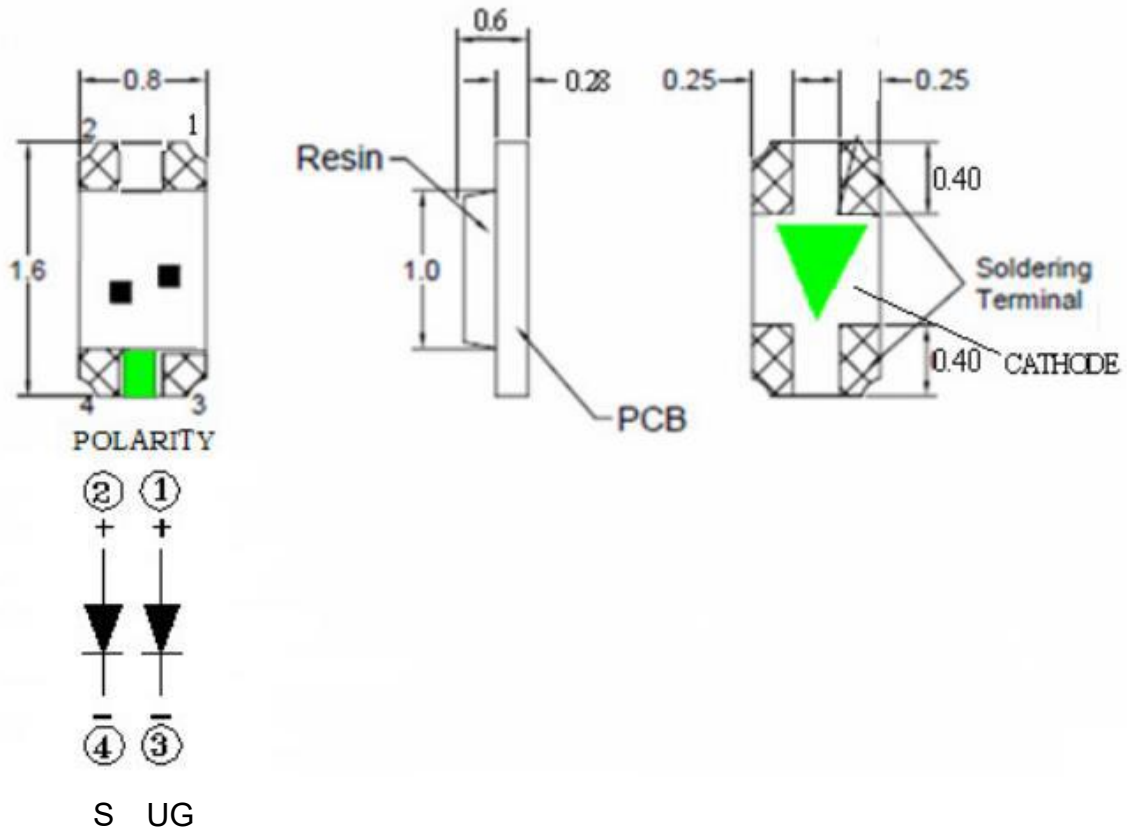 0.6
0.8
0.28
0.25
0.25
2
1
Resin
0.40
1.6
1.0
Soldering
Terminal
0.40
CATHODE
4
3
PCB
POLARITY
② ①
+ +
− −
④ ③
S UG